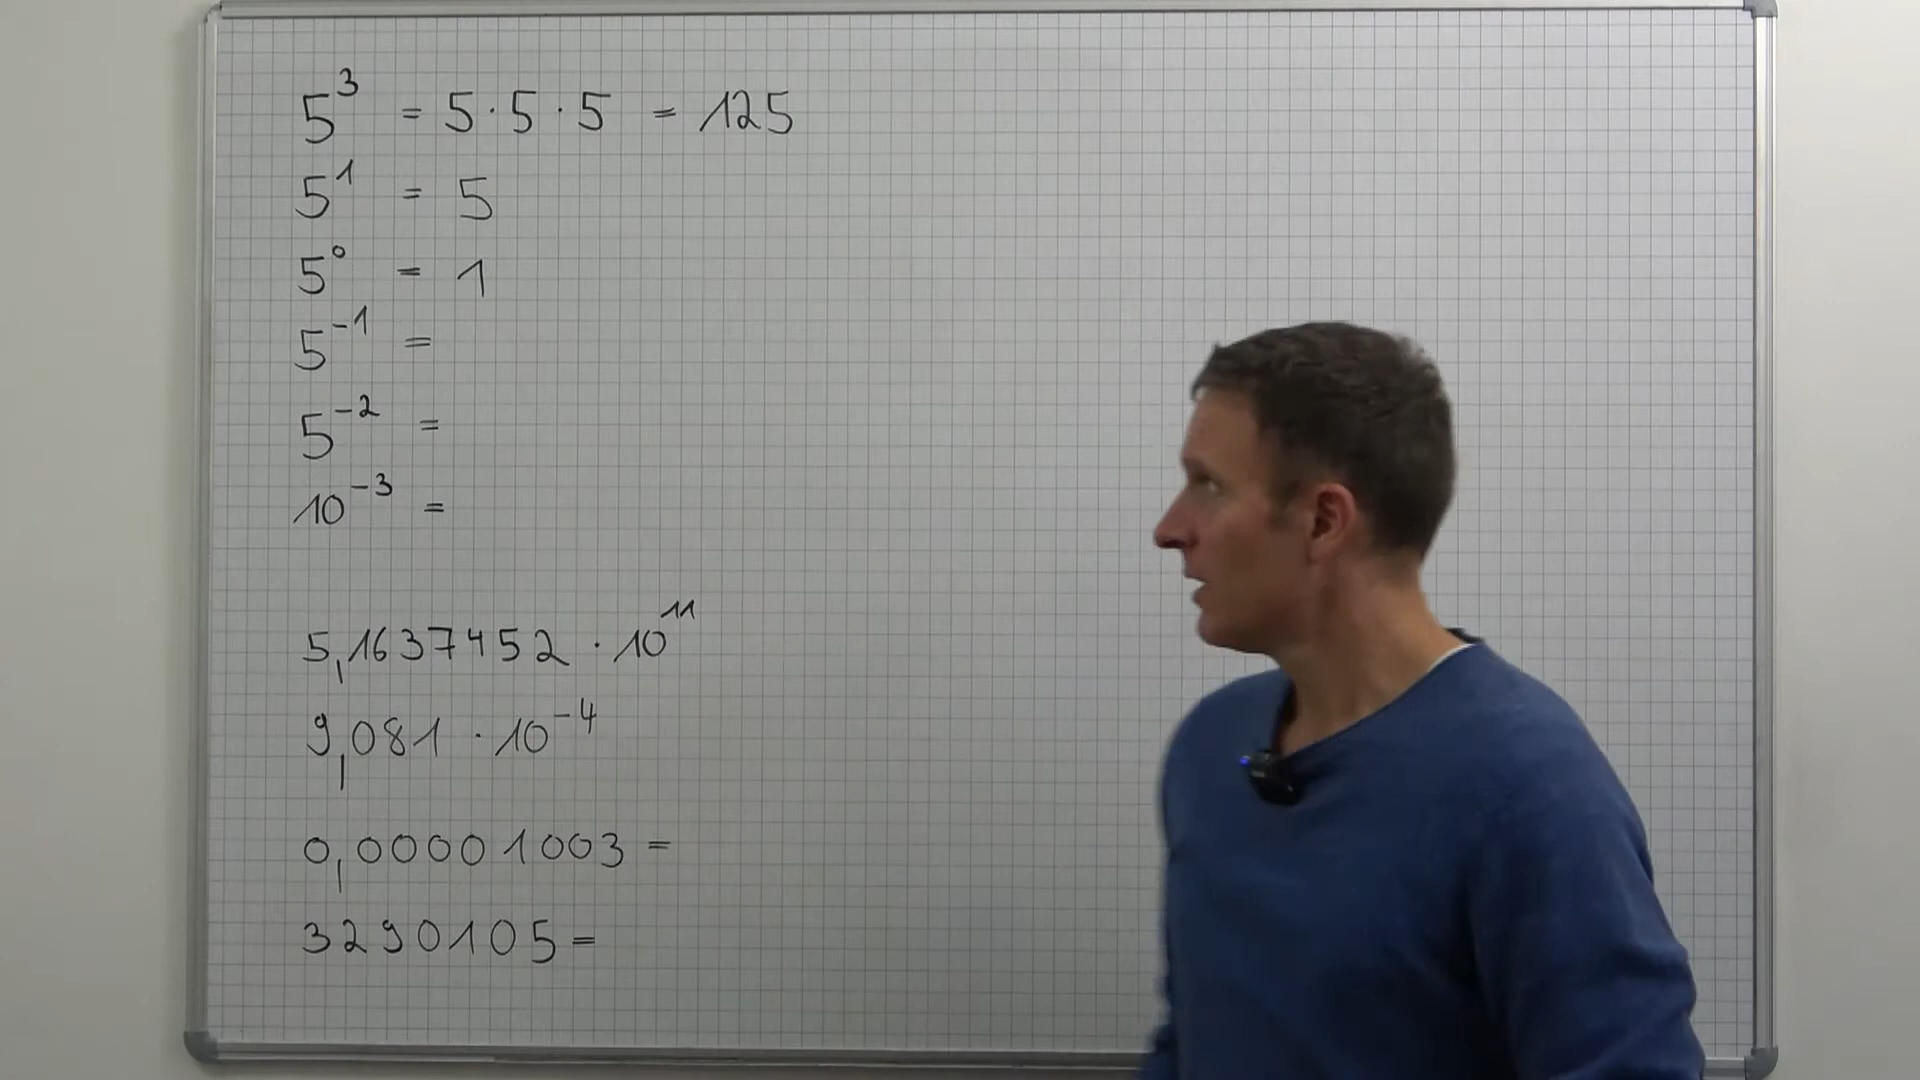 5³ = 5 · 5 · 5 = 125
5¹ = 5
5⁰ = 1
5⁻¹ =
5⁻² =
10⁻³ =
5,1637452 · 10¹¹
9,081 · 10⁻⁴
0,00001003 =
3290105 =